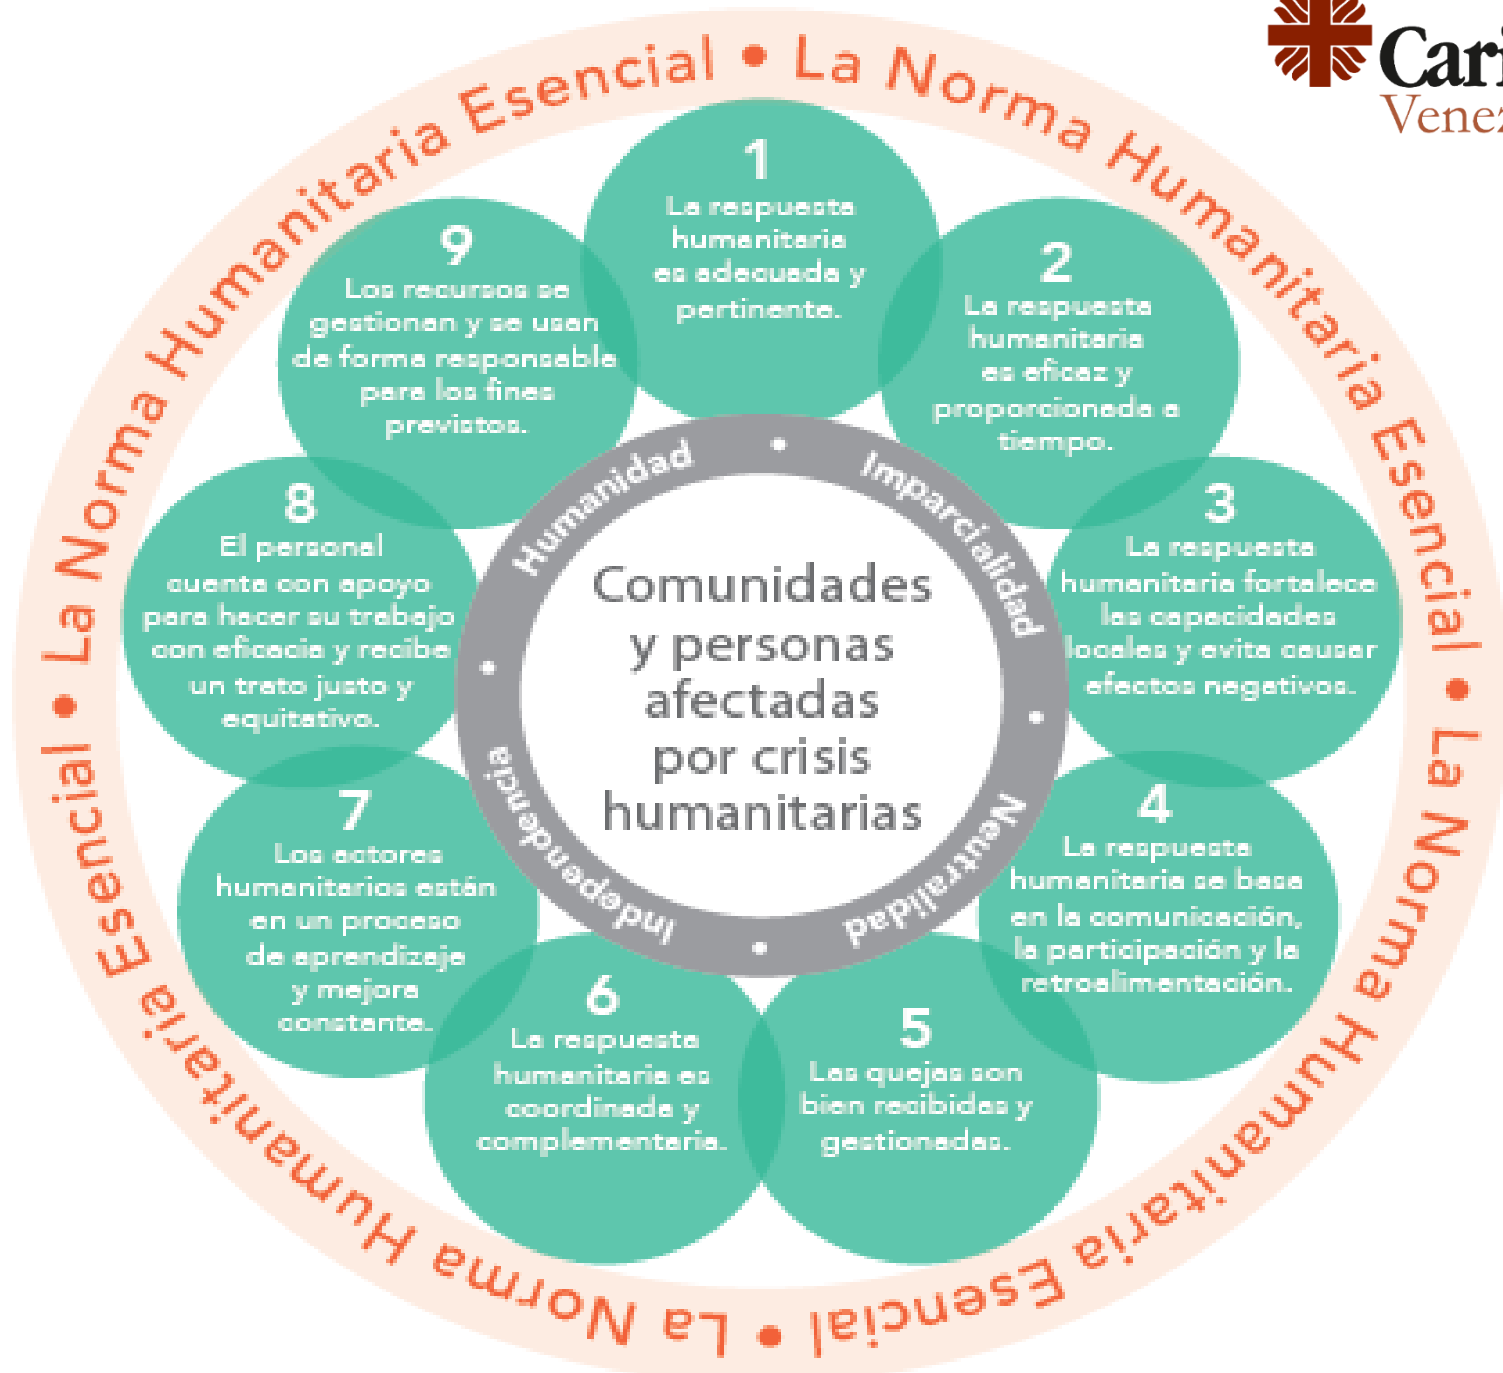 Cari
Venez
La Norma Humanitaria Esencial • La Norma Humanitaria Esencial • La Norma Humanitaria Esencial • La Norma Humanitaria Esencial • La Norma Humanitaria Esencial •
1
La respuesta
humanitaria
es adecuada y
pertinente.
2
La respuesta
humanitaria
es eficaz y
proporcionada a
tiempo.
3
La respuesta
humanitaria fortalece
las capacidades
locales y evita causar
efectos negativos.
4
La respuesta
humanitaria se basa
en la comunicación,
la participación y la
retroalimentación.
5
Las quejas son
bien recibidas y
gestionadas.
6
La respuesta
humanitaria es
coordinada y
complementaria.
7
Los actores
humanitarios están
en un proceso
de aprendizaje
y mejora
constante.
8
El personal
cuenta con apoyo
para hacer su trabajo
con eficacia y recibe
un trato justo y
equitativo.
9
Los recursos se
gestionan y se usan
de forma responsable
para los fines
previstos.
Humanidad • Imparcialidad • Neutralidad • Independencia •
Comunidades
y personas
afectadas
por crisis
humanitarias